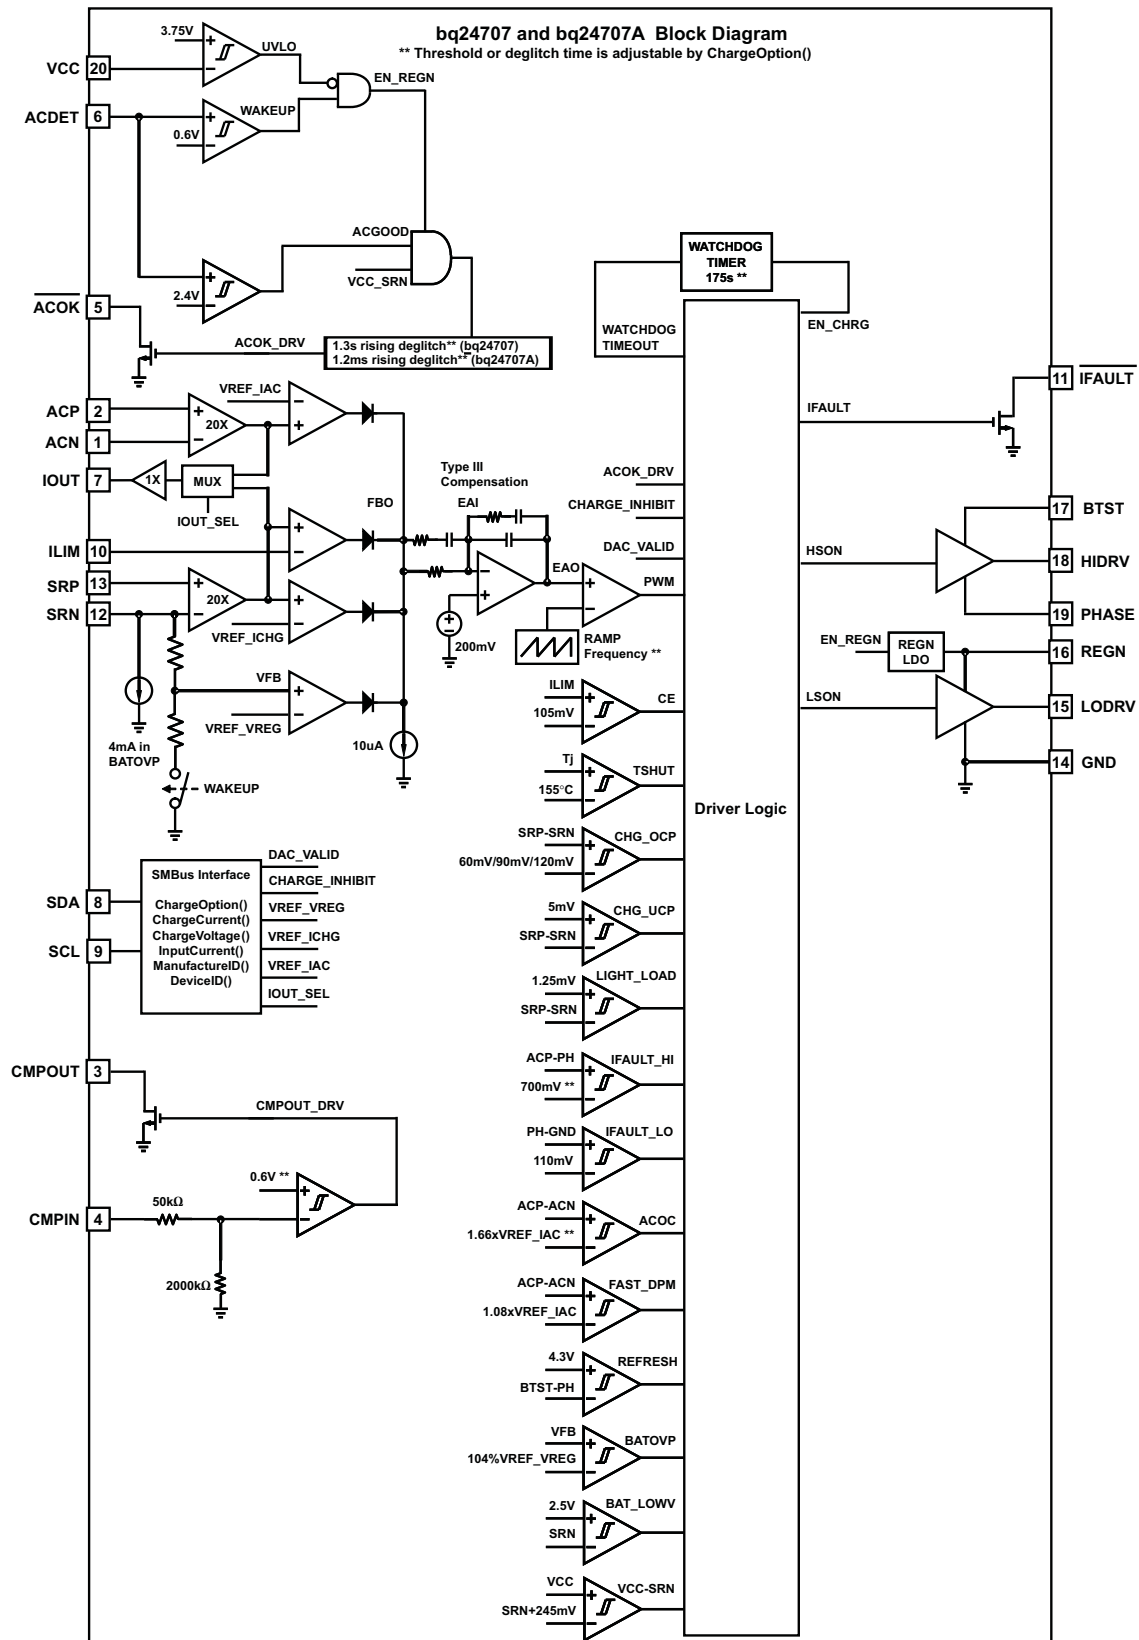 bq24707 and bq24707A Block Diagram
** Threshold or deglitch time is adjustable by ChargeOption()
3.75V
UVLO
VCC 20
EN_REGN
ACDET 6
WAKEUP
0.6V
ACGOOD
VCC_SRN
2.4V
ACOK 5
ACOK_DRV
1.3s rising deglitch** (bq24707)
1.2ms rising deglitch** (bq24707A)
WATCHDOG
TIMER
175s **
WATCHDOG
TIMEOUT
EN_CHRG
11 IFAULT
IFAULT
VREF_IAC
ACP 2
20X
ACN 1
IOUT 7
1X
MUX
IOUT_SEL
FBO
Type III
Compensation
EAI
ACOK_DRV
CHARGE_INHIBIT
DAC_VALID
ILIM 10
SRP 13
20X
SRN 12
VREF_ICHG
EAO
PWM
200mV
RAMP
Frequency **
HSON
17 BTST
18 HIDRV
19 PHASE
EN_REGN
REGN
LDO
16 REGN
LSON
15 LODRV
14 GND
VFB
VREF_VREG
4mA in
BATOVP
10uA
WAKEUP
ILIM
CE
105mV
Tj
TSHUT
155°C
Driver Logic
SRP-SRN
CHG_OCP
60mV/90mV/120mV
5mV
CHG_UCP
SRP-SRN
1.25mV
LIGHT_LOAD
SRP-SRN
SMBus Interface
ChargeOption()
ChargeCurrent()
ChargeVoltage()
InputCurrent()
ManufactureID()
DeviceID()
SDA 8
SCL 9
DAC_VALID
CHARGE_INHIBIT
VREF_VREG
VREF_ICHG
VREF_IAC
IOUT_SEL
ACP-PH
IFAULT_HI
700mV **
PH-GND
IFAULT_LO
110mV
CMPOUT 3
CMPOUT_DRV
0.6V **
50kΩ
CMPIN 4
2000kΩ
ACP-ACN
ACOC
1.66xVREF_IAC **
ACP-ACN
FAST_DPM
1.08xVREF_IAC
4.3V
REFRESH
BTST-PH
VFB
BATOVP
104%VREF_VREG
2.5V
BAT_LOWV
SRN
VCC
VCC-SRN
SRN+245mV